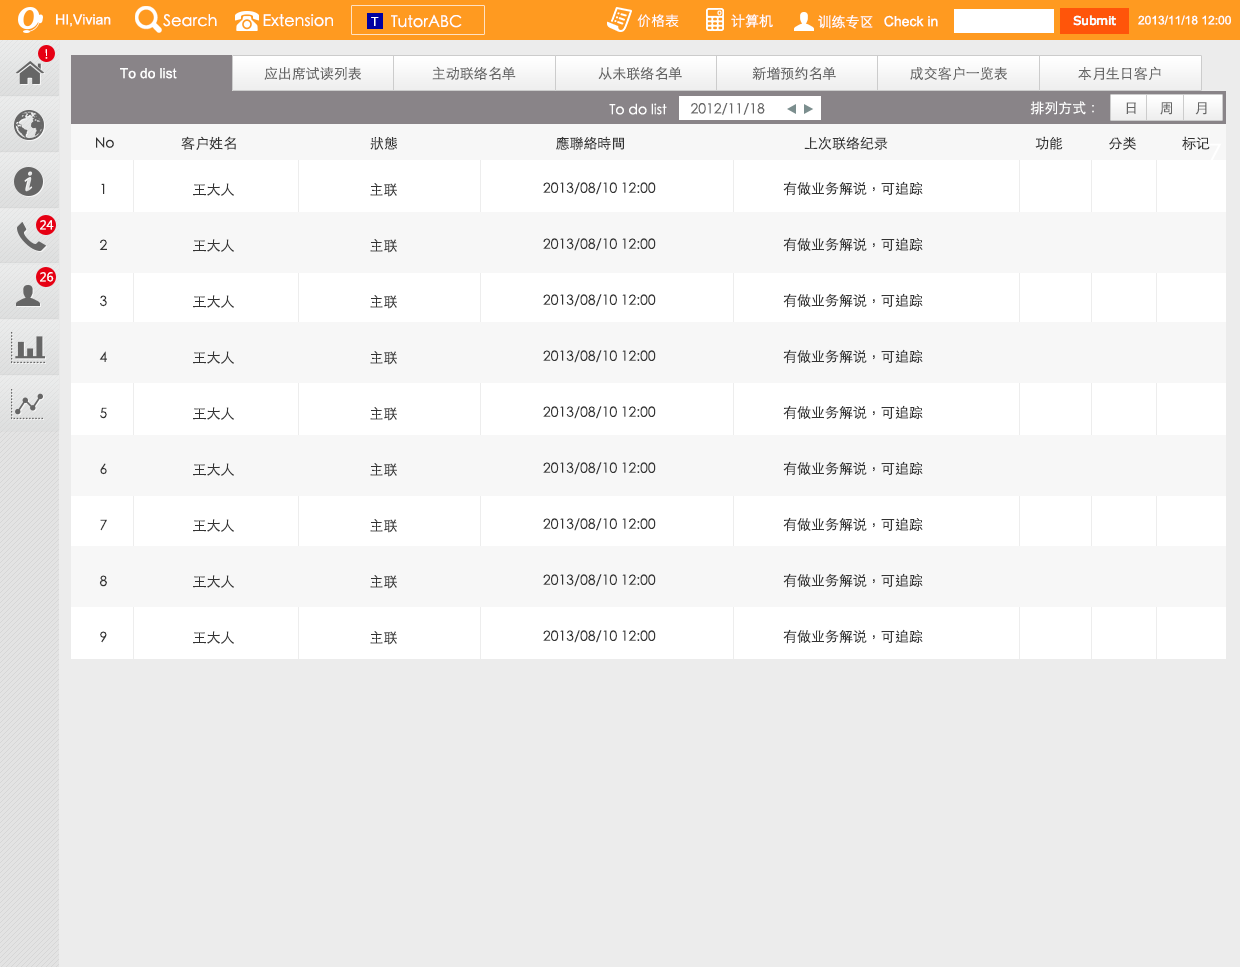 HI,Vivian Search Extension T TutorABC 价格表 计算机 训练专区 Check in Submit 2013/11/18 12:00
!
24
26
To do list 应出席试读列表 主动联络名单 从未联络名单 新增预约名单 成交客户一览表 本月生日客户
To do list 2012/11/18 排列方式： 日 周 月
No 客户姓名 狀態 應聯絡時間 上次联络纪录 功能 分类 标记
1 王大人 主联 2013/08/10 12:00 有做业务解说，可追踪
2 王大人 主联 2013/08/10 12:00 有做业务解说，可追踪
3 王大人 主联 2013/08/10 12:00 有做业务解说，可追踪
4 王大人 主联 2013/08/10 12:00 有做业务解说，可追踪
5 王大人 主联 2013/08/10 12:00 有做业务解说，可追踪
6 王大人 主联 2013/08/10 12:00 有做业务解说，可追踪
7 王大人 主联 2013/08/10 12:00 有做业务解说，可追踪
8 王大人 主联 2013/08/10 12:00 有做业务解说，可追踪
9 王大人 主联 2013/08/10 12:00 有做业务解说，可追踪